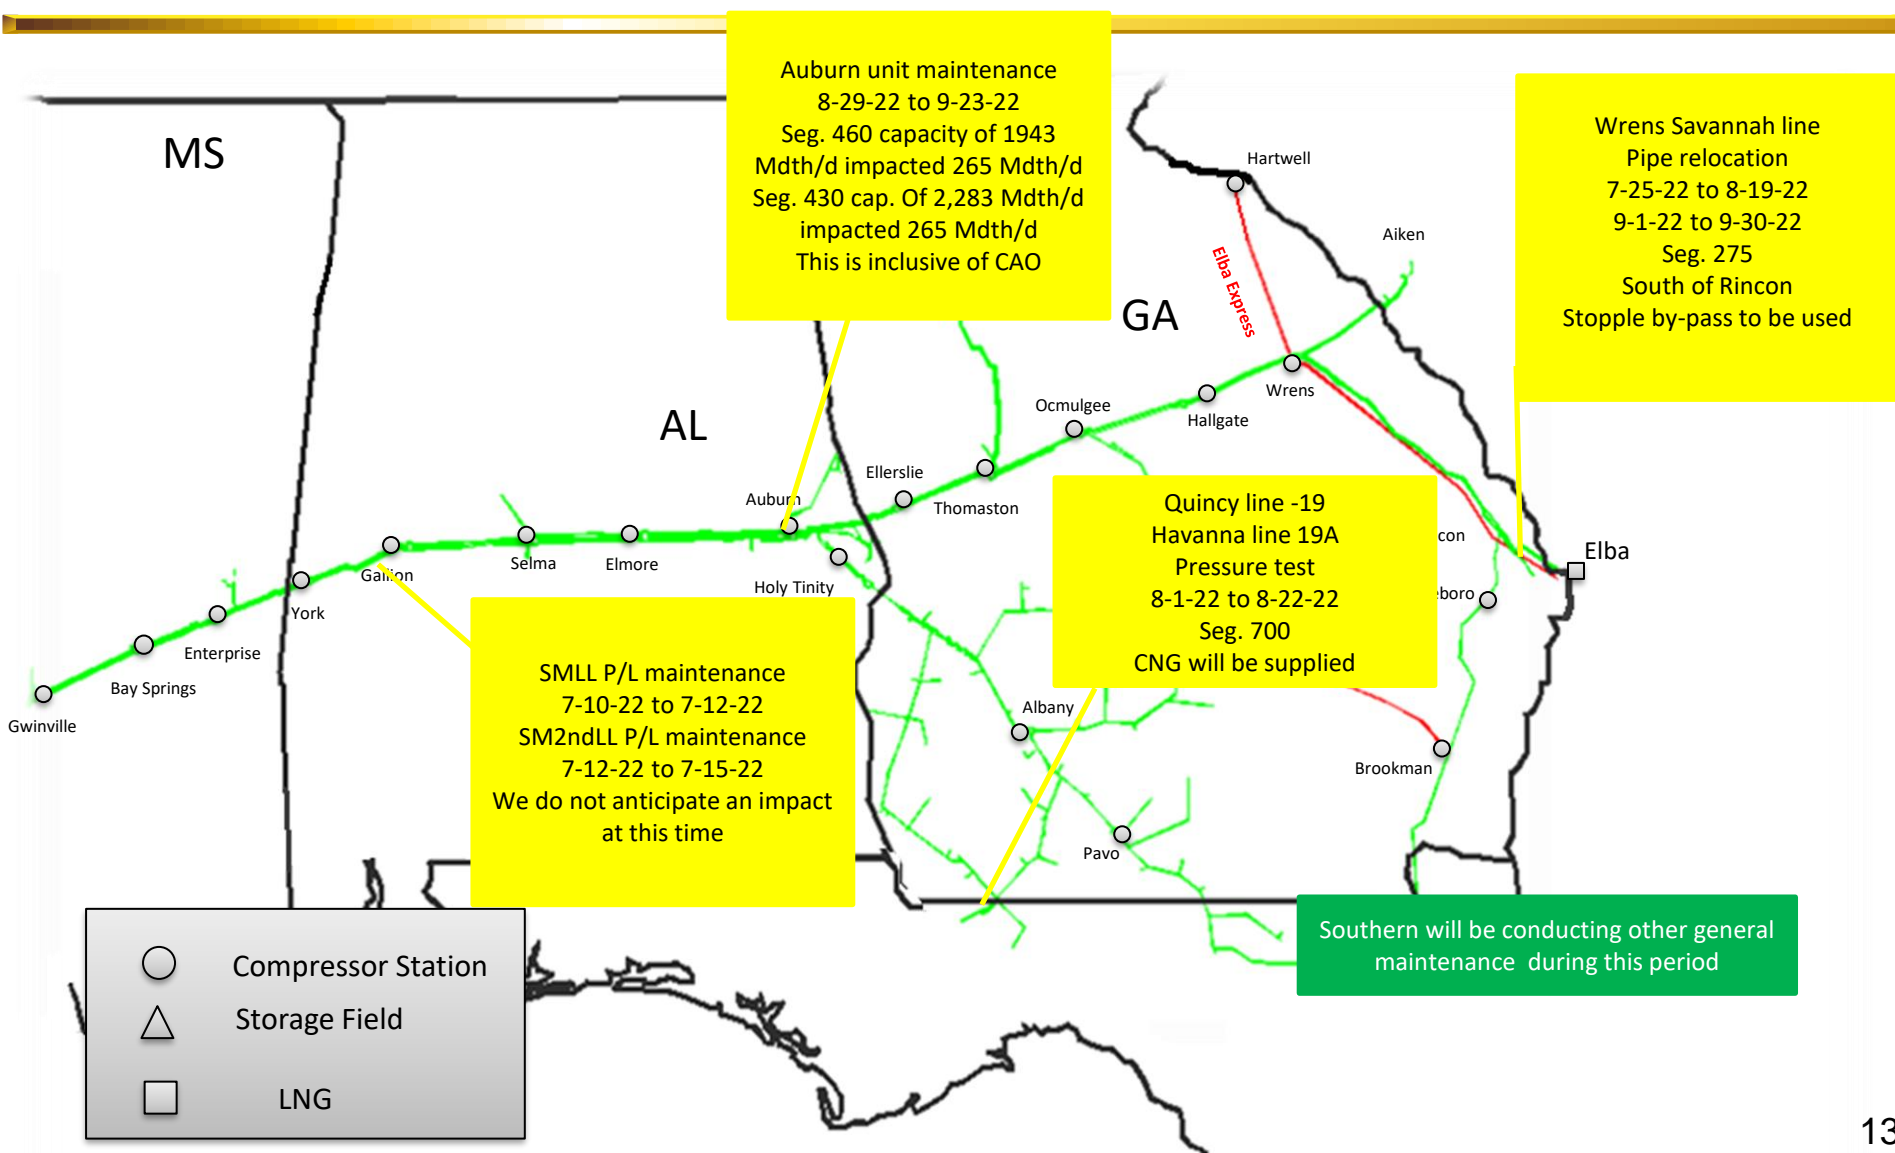 Auburn unit maintenance
8-29-22 to 9-23-22
Seg. 460 capacity of 1943
Mdth/d impacted 265 Mdth/d
Seg. 430 cap. Of 2,283 Mdth/d
impacted 265 Mdth/d
This is inclusive of CAO
Wrens Savannah line
Pipe relocation
7-25-22 to 8-19-22
9-1-22 to 9-30-22
Seg. 275
South of Rincon
Stopple by-pass to be used
MS
AL
GA
Hartwell
Aiken
Elba Express
Wrens
Hallgate
Ocmulgee
Thomaston
Ellerslie
Auburn
Holy Tinity
Elmore
Selma
Gallion
York
Enterprise
Bay Springs
Gwinville
Quincy line -19
Havanna line 19A
Pressure test
8-1-22 to 8-22-22
Seg. 700
CNG will be supplied
con
eboro
Elba
Albany
Pavo
Brookman
SMLL P/L maintenance
7-10-22 to 7-12-22
SM2ndLL P/L maintenance
7-12-22 to 7-15-22
We do not anticipate an impact
at this time
Southern will be conducting other general
maintenance during this period
Compressor Station
Storage Field
LNG
13